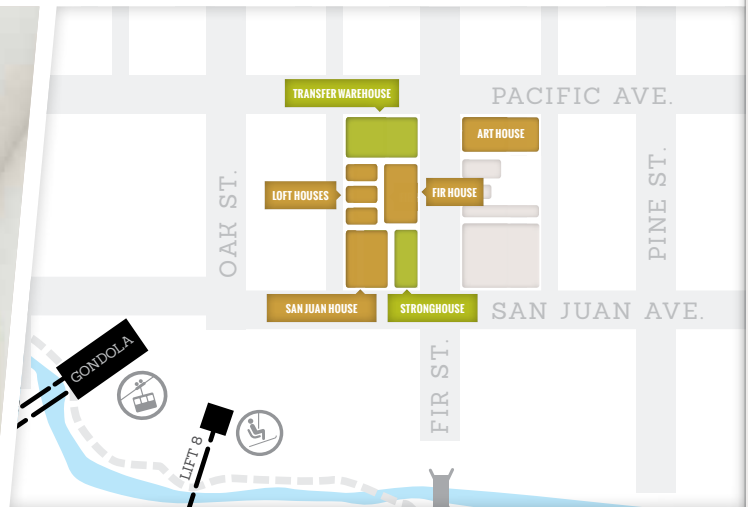 TRANSFER WAREHOUSE
PACIFIC AVE.
ART HOUSE
LOFT HOUSES
FIR HOUSE
OAK ST.
PINE ST.
SAN JUAN HOUSE
STRONGHOUSE
SAN JUAN AVE.
FIR ST.
GONDOLA
LIFT 8